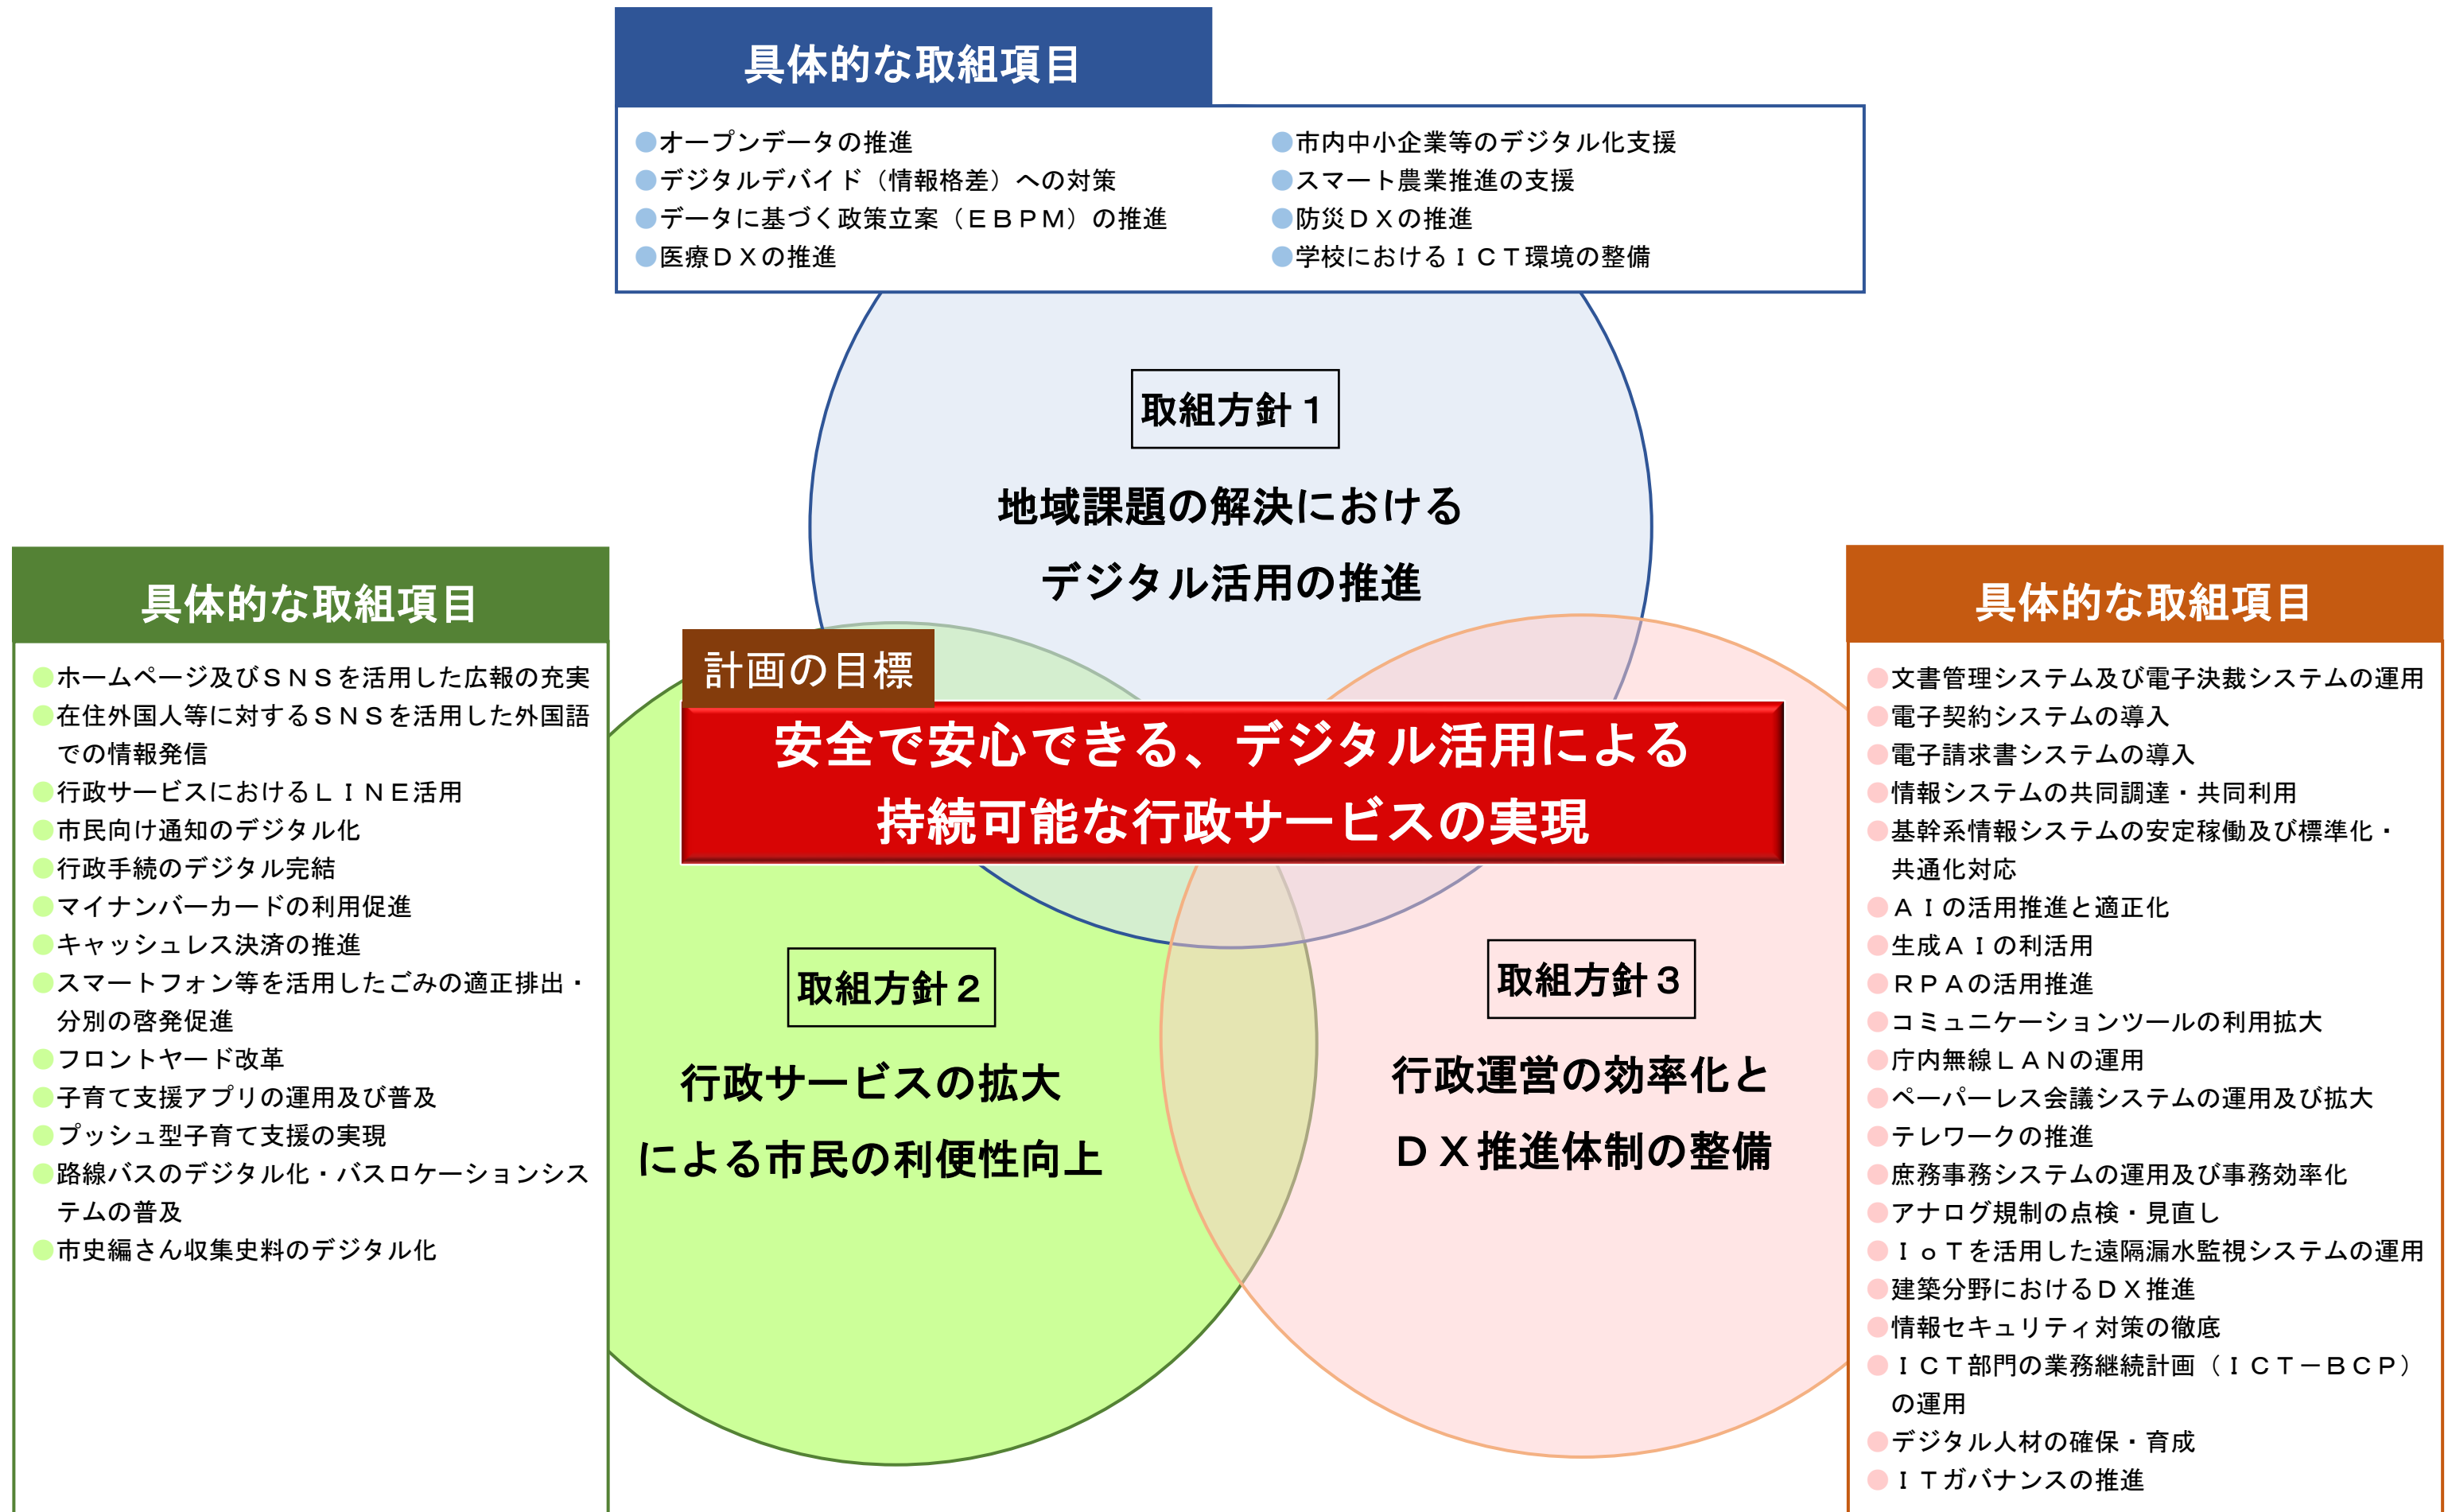 具体的な取組項目
●オープンデータの推進
●デジタルデバイド（情報格差）への対策
●データに基づく政策立案（ＥＢＰＭ）の推進
●医療ＤＸの推進
●市内中小企業等のデジタル化支援
●スマート農業推進の支援
●防災ＤＸの推進
●学校におけるＩＣＴ環境の整備
取組方針１
地域課題の解決における
デジタル活用の推進
計画の目標
安全で安心できる、デジタル活用による
持続可能な行政サービスの実現
具体的な取組項目
●ホームページ及びＳＮＳを活用した広報の充実
●在住外国人等に対するＳＮＳを活用した外国語
での情報発信
●行政サービスにおけるＬＩＮＥ活用
●市民向け通知のデジタル化
●行政手続のデジタル完結
●マイナンバーカードの利用促進
●キャッシュレス決済の推進
●スマートフォン等を活用したごみの適正排出・
分別の啓発促進
●フロントヤード改革
●子育て支援アプリの運用及び普及
●プッシュ型子育て支援の実現
●路線バスのデジタル化・バスロケーションシス
テムの普及
●市史編さん収集史料のデジタル化
取組方針２
行政サービスの拡大
による市民の利便性向上
取組方針３
行政運営の効率化と
ＤＸ推進体制の整備
具体的な取組項目
●文書管理システム及び電子決裁システムの運用
●電子契約システムの導入
●電子請求書システムの導入
●情報システムの共同調達・共同利用
●基幹系情報システムの安定稼働及び標準化・
共通化対応
●ＡＩの活用推進と適正化
●生成ＡＩの利活用
●ＲＰＡの活用推進
●コミュニケーションツールの利用拡大
●庁内無線ＬＡＮの運用
●ペーパーレス会議システムの運用及び拡大
●テレワークの推進
●庶務事務システムの運用及び事務効率化
●アナログ規制の点検・見直し
●ＩｏＴを活用した遠隔漏水監視システムの運用
●建築分野におけるＤＸ推進
●情報セキュリティ対策の徹底
●ＩＣＴ部門の業務継続計画（ＩＣＴ－ＢＣＰ）
の運用
●デジタル人材の確保・育成
●ＩＴガバナンスの推進